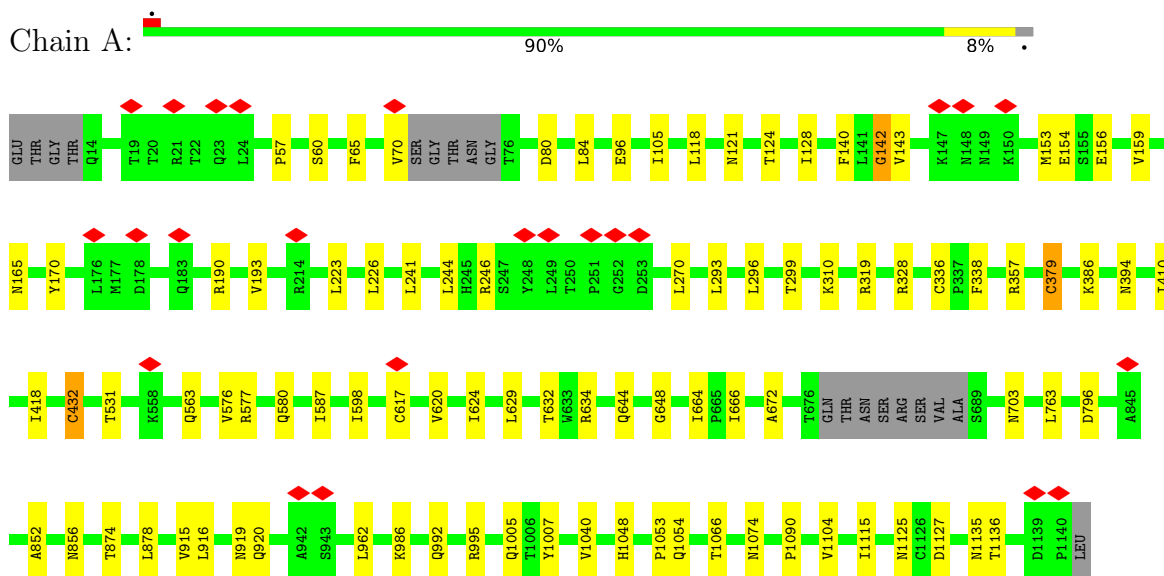 Chain A:
90% 8%
GLU THR GLY THR Q14 T19 T20 R21 T22 Q23 L24 P57 S60 F65 V70 SER GLY THR ASN GLY T76 D80 L84 E96 I105 L118 N121 T124 I128 F140 L141 G142 V143 K147 N148 N149 K150 M153 E154 S155 E156 V159
N165 Y170 L176 M177 D178 Q183 R190 V193 R214 L223 L226 L241 L244 H245 R246 S247 Y248 L249 T250 P251 G252 D253 L270 L293 L296 T299 K310 R319 R328 C336 P337 F338 R357 C379 K386 N394 I410
I418 C432 T531 K558 Q563 V576 R577 Q580 I587 I598 C617 V620 I624 L629 T632 W633 R634 Q644 G648 I664 P665 I666 A672 T676 GLN THR ASN SER ARG SER VAL ALA S689 N703 L763 D796 A845
A852 N856 T874 L878 V915 L916 N919 Q920 A942 S943 L962 K986 Q992 R995 Q1005 T1006 Y1007 V1040 H1048 P1053 Q1054 T1066 N1074 P1090 V1104 I1115 N1125 C1126 D1127 N1135 T1136 D1139 P1140 LEU